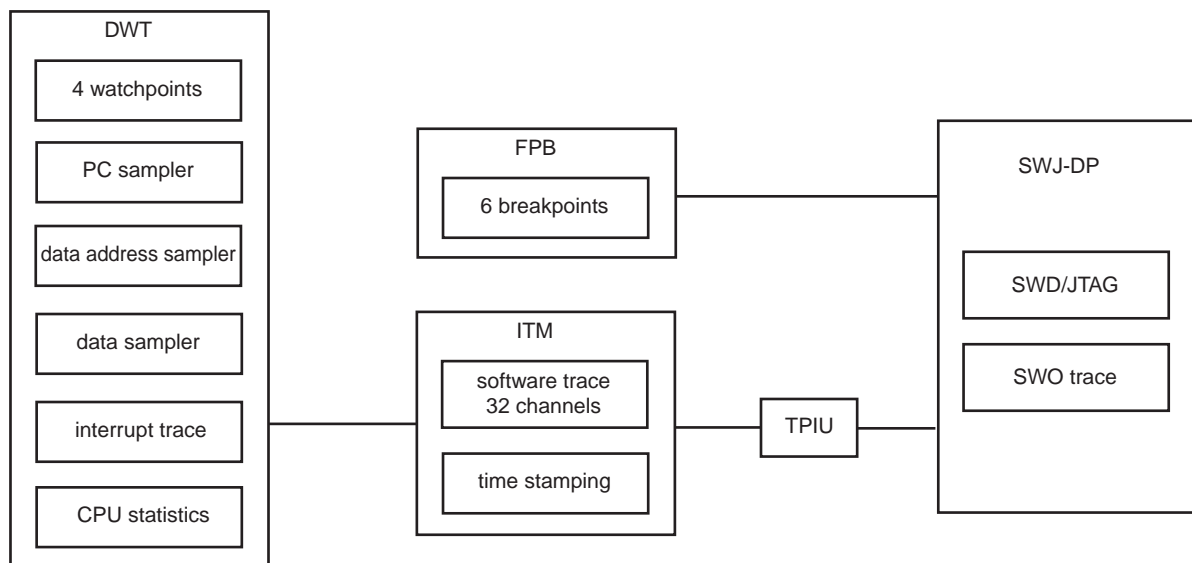 DWT
4 watchpoints
PC sampler
data address sampler
data sampler
interrupt trace
CPU statistics
FPB
6 breakpoints
ITM
software trace
32 channels
time stamping
TPIU
SWJ-DP
SWD/JTAG
SWO trace